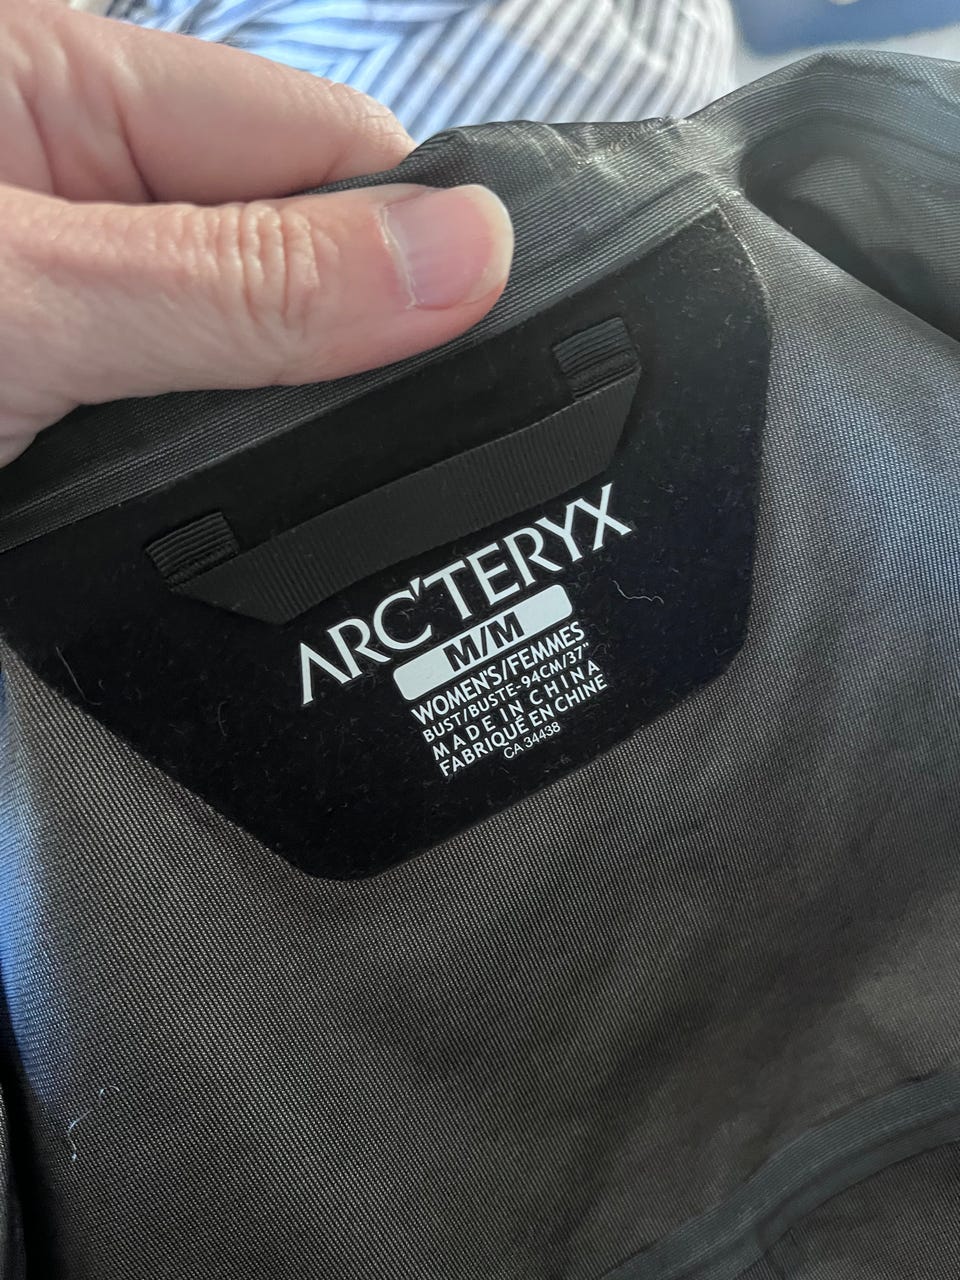 ARC'TERYX
M/M
WOMEN'S/FEMMES
BUST/BUSTE-94CM/37"
MADE IN CHINA
FABRIQUÉ EN CHINE
CA 34438